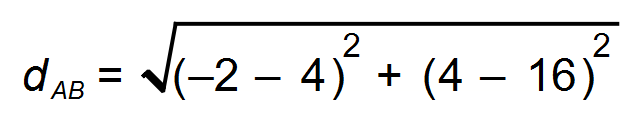 d_AB = √((–2 – 4)² + (4 – 16)²)